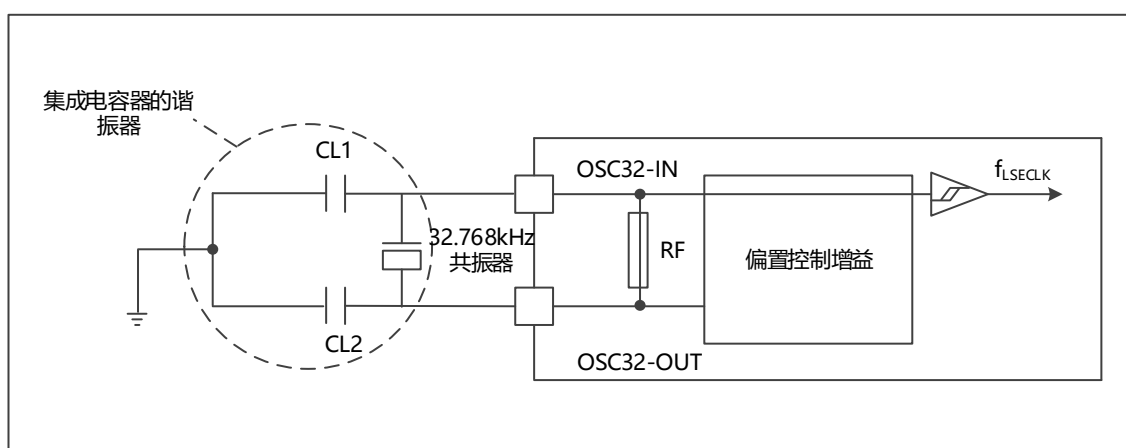 集成电容器的谐
振器
CL1
OSC32-IN
fLSECLK
32.768kHz
共振器
RF
偏置控制增益
CL2
OSC32-OUT